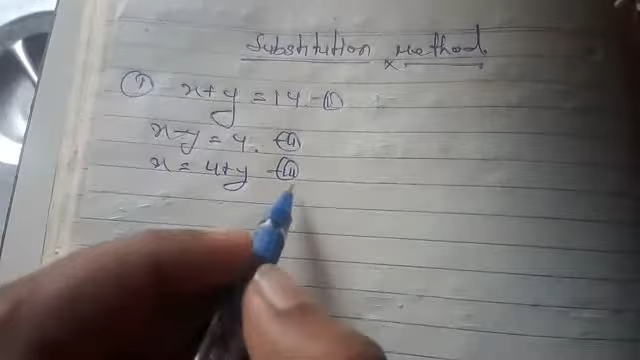 Substitution Method
① x+y = 14 - ⓘ
x-y = 4. - ⓘⓘ
x = 4+y - ⓘⓘⓘ